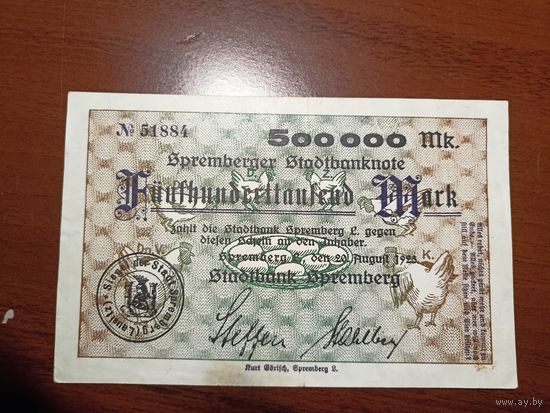 № 51884
500000 Mk.
Spremberger Stadtbanknote
Fünfhunderttausend Mark
zahlt die Stadtbank Spremberg L. gegen
diesen Schein an den Inhaber.
Spremberg, den 20. August 1923
Stadtbank Spremberg
D. Z.
D. W. K.
Siegel der Stadt Spremberg (Lausitz)
Kurt Görisch, Spremberg L.
www.ay.by